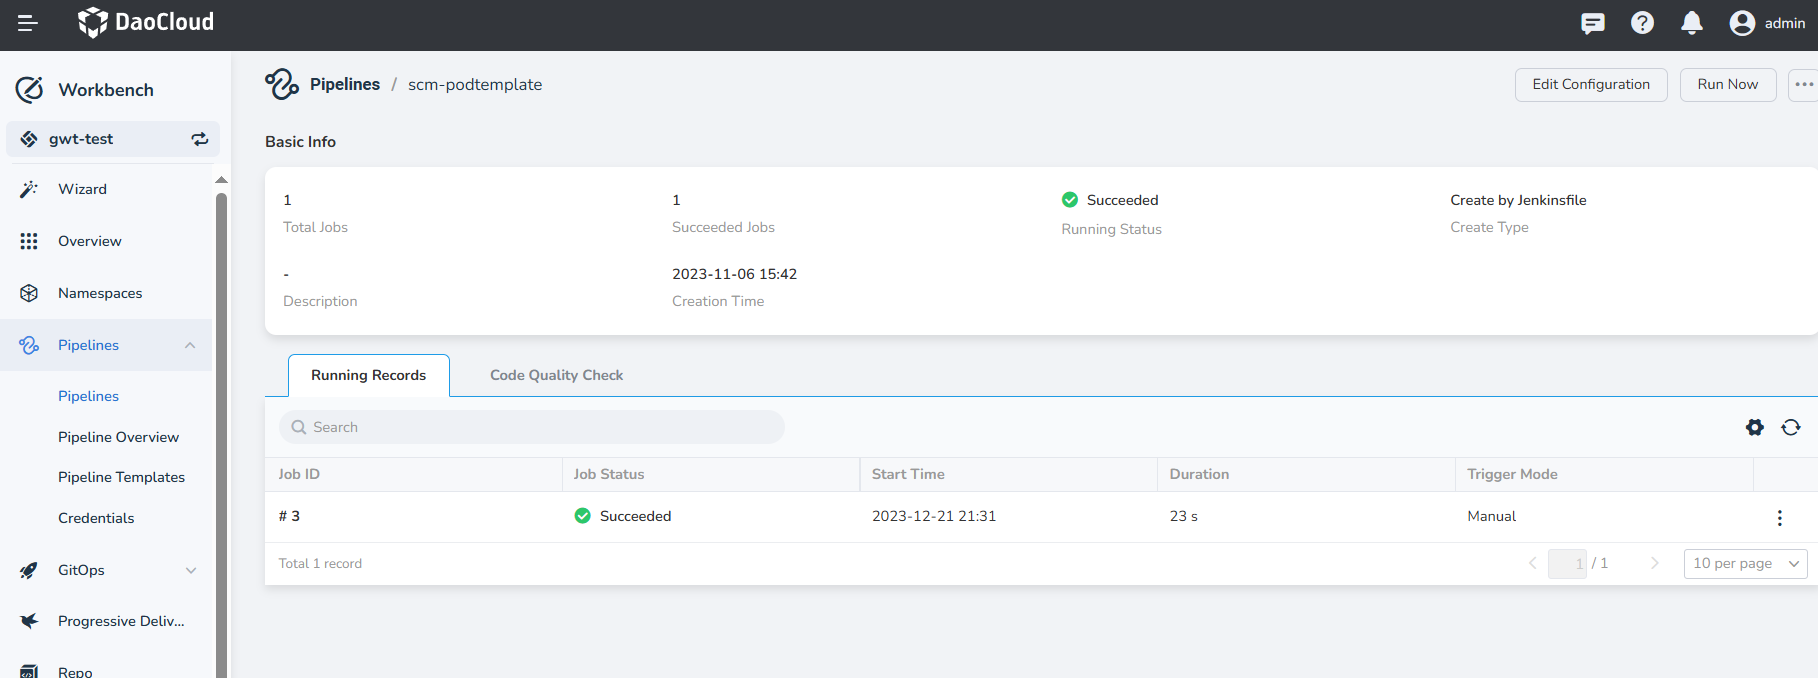 DaoCloud
admin
Workbench
gwt-test
Wizard
Overview
Namespaces
Pipelines
Pipelines
Pipeline Overview
Pipeline Templates
Credentials
GitOps
Progressive Deliv...
Repo
Pipelines / scm-podtemplate
Edit Configuration
Run Now
Basic Info
1
Total Jobs
1
Succeeded Jobs
Succeeded
Running Status
Create by Jenkinsfile
Create Type
-
Description
2023-11-06 15:42
Creation Time
Running Records
Code Quality Check
Search
Job ID Job Status Start Time Duration Trigger Mode
# 3 Succeeded 2023-12-21 21:31 23 s Manual
Total 1 record
1 / 1
10 per page